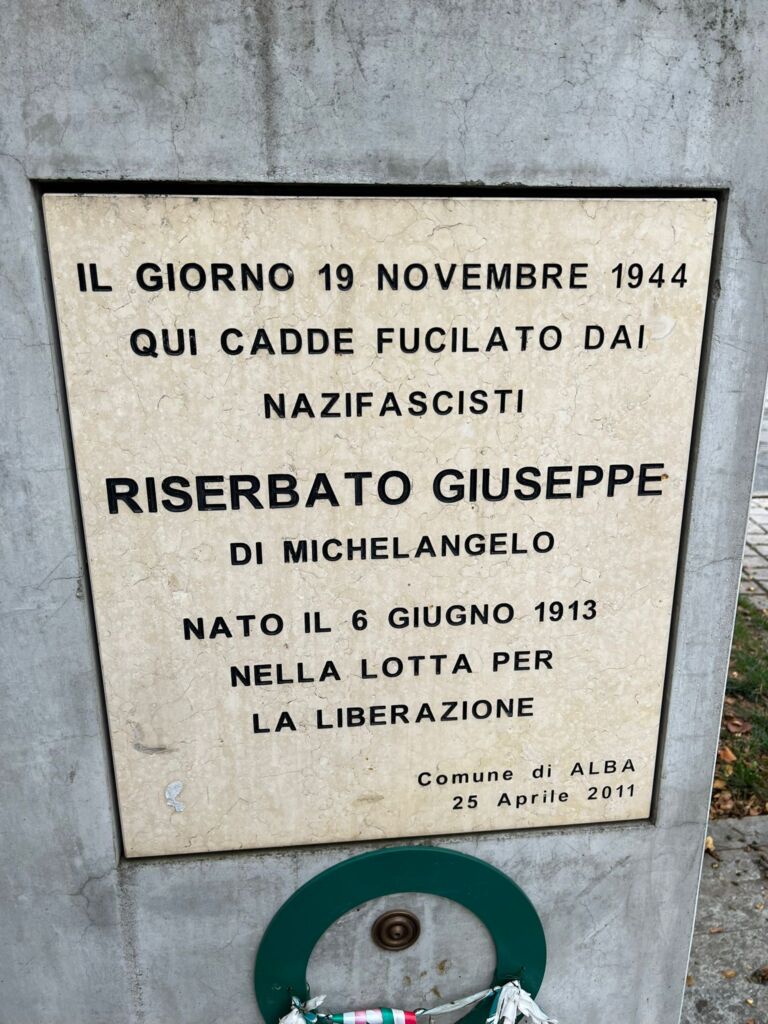 IL GIORNO 19 NOVEMBRE 1944
QUI CADDE FUCILATO DAI
NAZIFASCISTI
RISERBATO GIUSEPPE
DI MICHELANGELO
NATO IL 6 GIUGNO 1913
NELLA LOTTA PER
LA LIBERAZIONE
Comune di ALBA
25 Aprile 2011